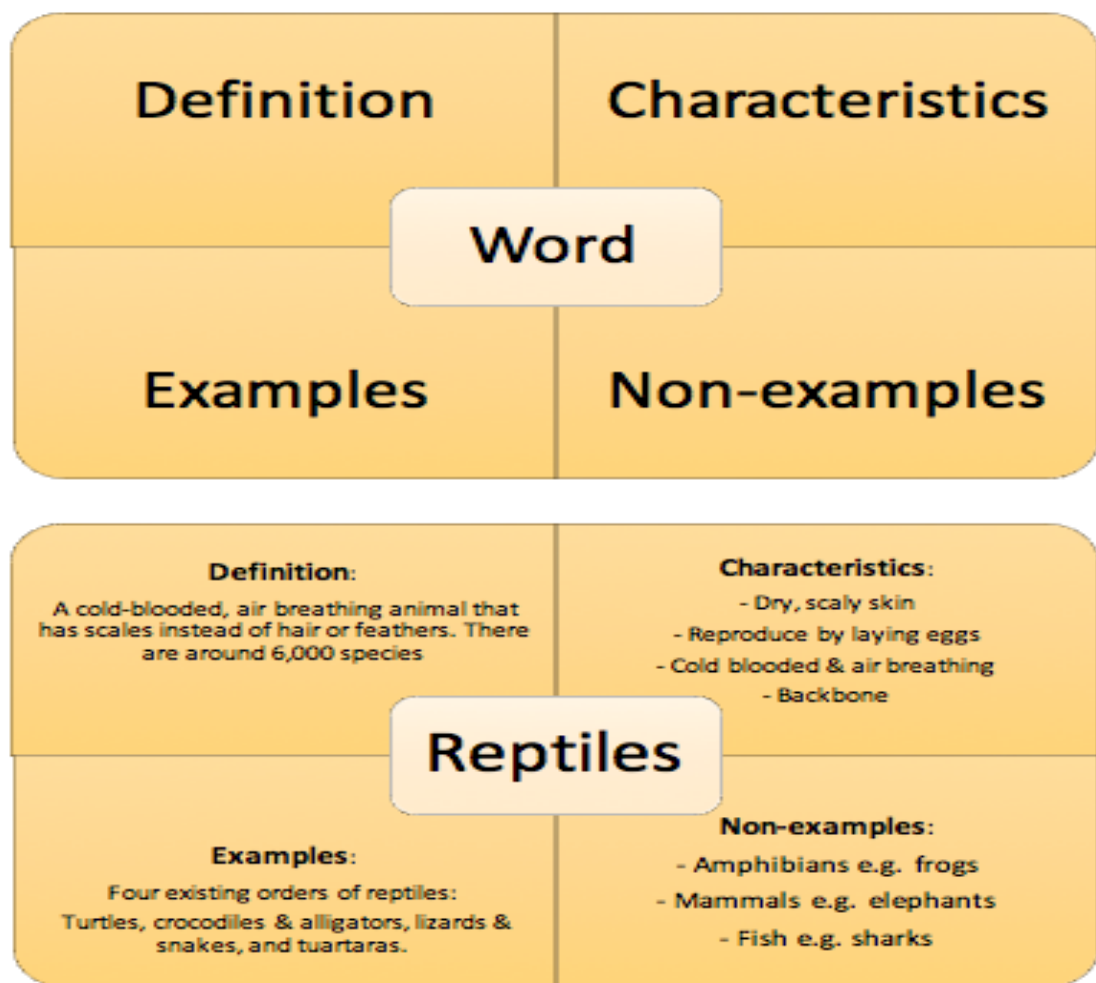 Definition
Characteristics
Word
Examples
Non-examples
Definition:
A cold-blooded, air breathing animal that
has scales instead of hair or feathers. There
are around 6,000 species
Characteristics:
- Dry, scaly skin
- Reproduce by laying eggs
- Cold blooded & air breathing
- Backbone
Reptiles
Examples:
Four existing orders of reptiles:
Turtles, crocodiles & alligators, lizards &
snakes, and tuartaras.
Non-examples:
- Amphibians e.g. frogs
- Mammals e.g. elephants
- Fish e.g. sharks